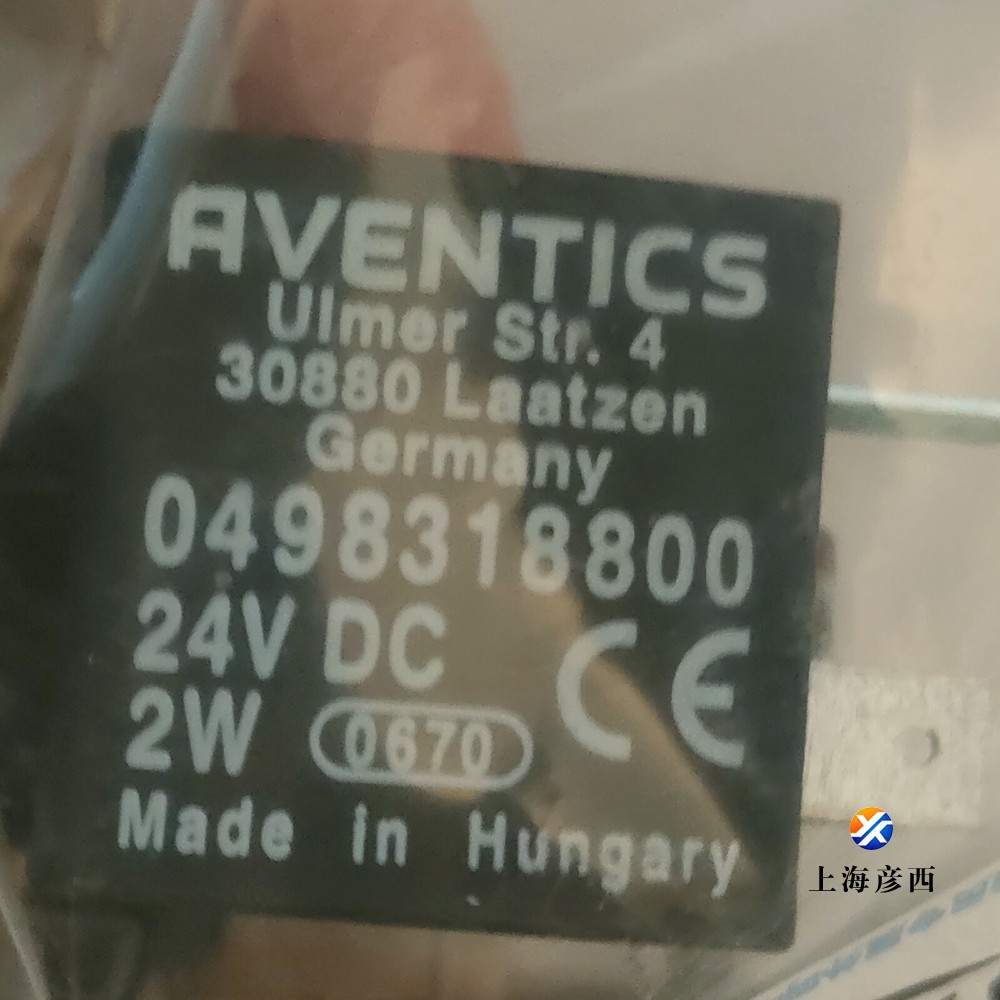 AVENTICS
Ulmer Str. 4
30880 Laatzen
Germany
0498318800
24V DC
CE
2W
0670
Made in Hungary
上海彦西